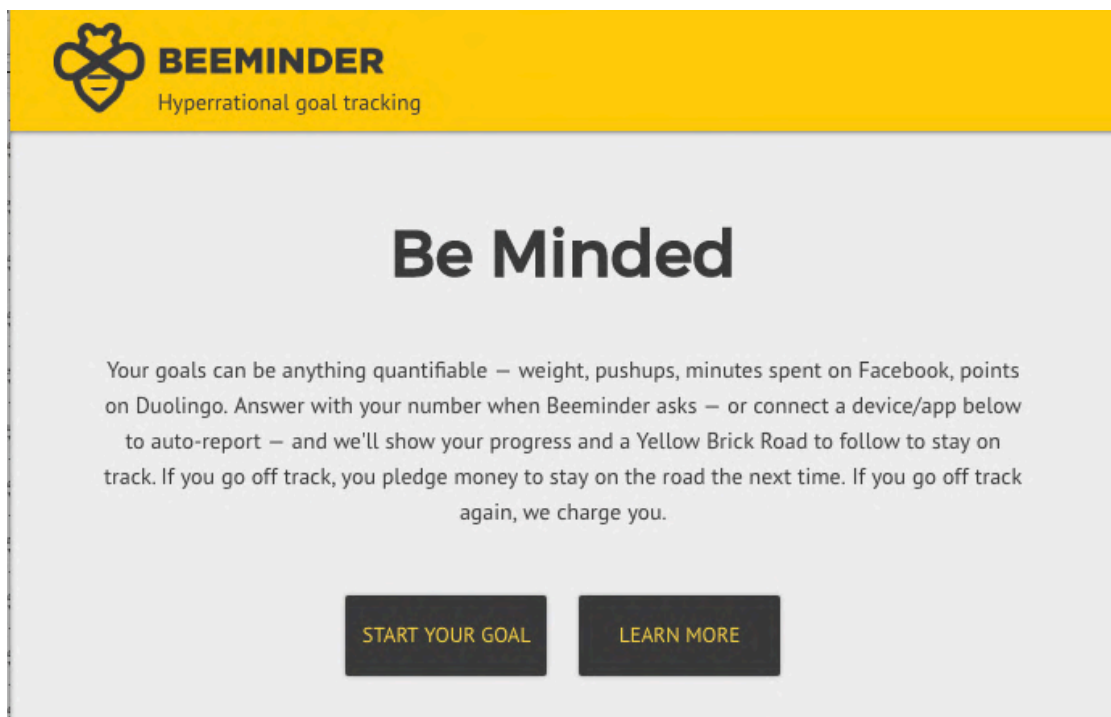 BEEMINDER
Hyperrational goal tracking
Be Minded
Your goals can be anything quantifiable — weight, pushups, minutes spent on Facebook, points
on Duolingo. Answer with your number when Beeminder asks — or connect a device/app below
to auto-report — and we'll show your progress and a Yellow Brick Road to follow to stay on
track. If you go off track, you pledge money to stay on the road the next time. If you go off track
again, we charge you.
START YOUR GOAL
LEARN MORE